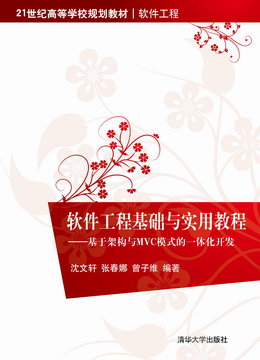 21世纪高等学校规划教材｜软件工程
软件工程基础与实用教程
——基于架构与MVC模式的一体化开发
沈文轩 张春娜 曾子维 编著
清华大学出版社